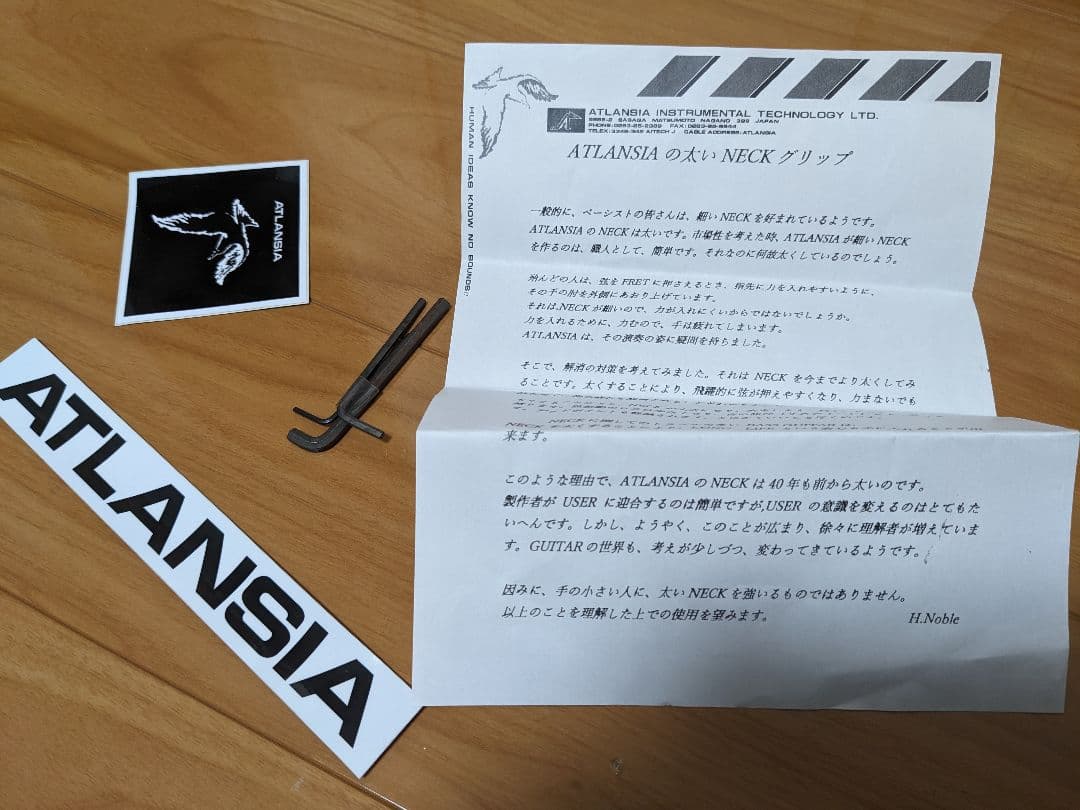 ATLANSIA
ATLANSIA
HUMAN IDEAS KNOW NO BOUNDS.
ATLANSIA INSTRUMENTAL TECHNOLOGY LTD.
SASAGA MATSUMOTO NAGANO 399 JAPAN
CABLE ADDRESS:ATLANSIA
ATLANSIA の太い NECK グリップ
一般的に、ベーシストの皆さんは、細い NECK を好まれているようです。
ATLANSIA の NECK は太いです。市場性を考えた時、ATLANSIA が細い NECK
を作るのは、職人として、簡単です。それなのに何故太くしているのでしょう。
殆んどの人は、弦を FRET に押さえるとき、指先に力を入れやすいように、
その手の肘を外側にあおり上げています。
それは、NECK が細いので、力が入れにくいからではないでしょうか。
力を入れるために、力むので、手は疲れてしまいます。
ATLANSIA は、その演奏の姿に疑問を持ちました。
そこで、解消の対策を考えてみました。それは NECK を今までより太くしてみ
ることです。太くすることにより、飛躍的に弦が押えやすくなり、力まないでも
来ます。
このような理由で、ATLANSIA の NECK は 40 年も前から太いのです。
製作者が USER に迎合するのは簡単ですが、USER の意識を変えるのはとてもた
いへんです。しかし、ようやく、このことが広まり、徐々に理解者が増えていま
す。GUITAR の世界も、考えが少しづつ、変わってきているようです。
因みに、手の小さい人に、太い NECK を強いるものではありません。
以上のことを理解した上での使用を望みます。 H.Noble